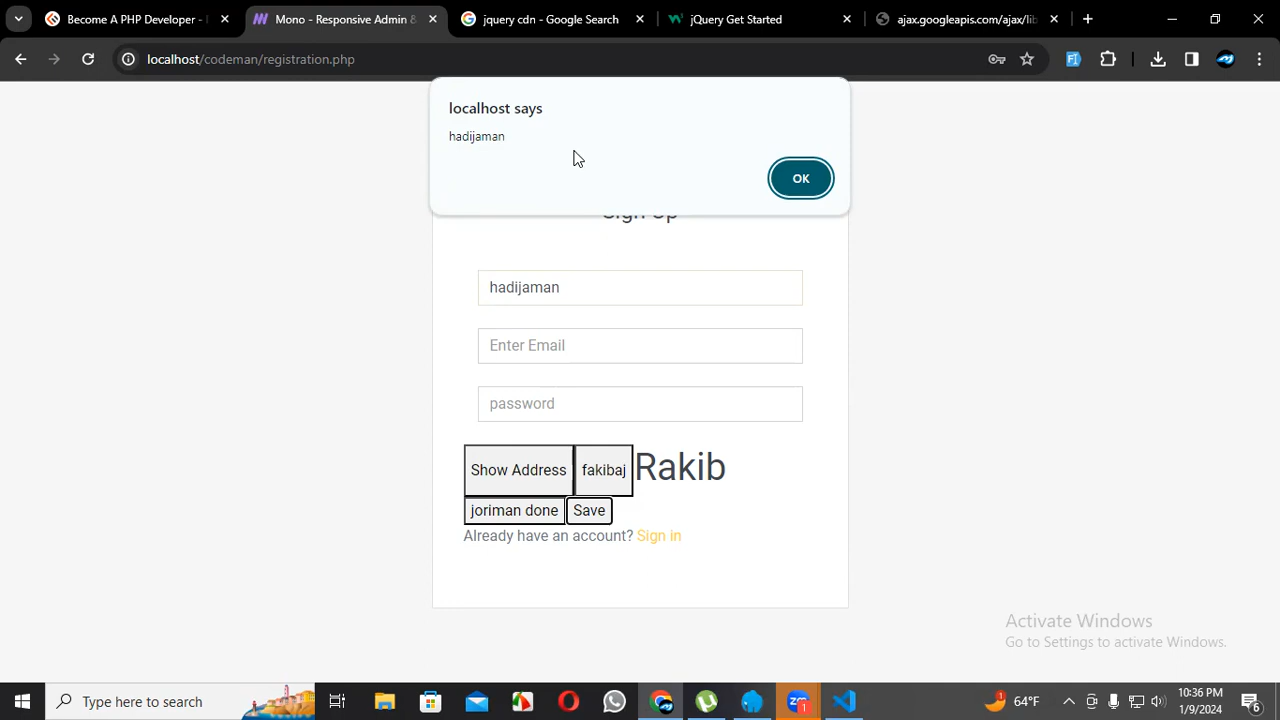 Become A PHP Developer -
Mono - Responsive Admin &
jquery cdn - Google Search
jQuery Get Started
ajax.googleapis.com/ajax/lib
localhost/codeman/registration.php
localhost says
hadijaman
OK
Sign Up
hadijaman
Enter Email
password
Show Address
fakibaj
Rakib
joriman done
Save
Already have an account? Sign in
Activate Windows
Go to Settings to activate Windows.
Type here to search
64°F
10:36 PM
1/9/2024